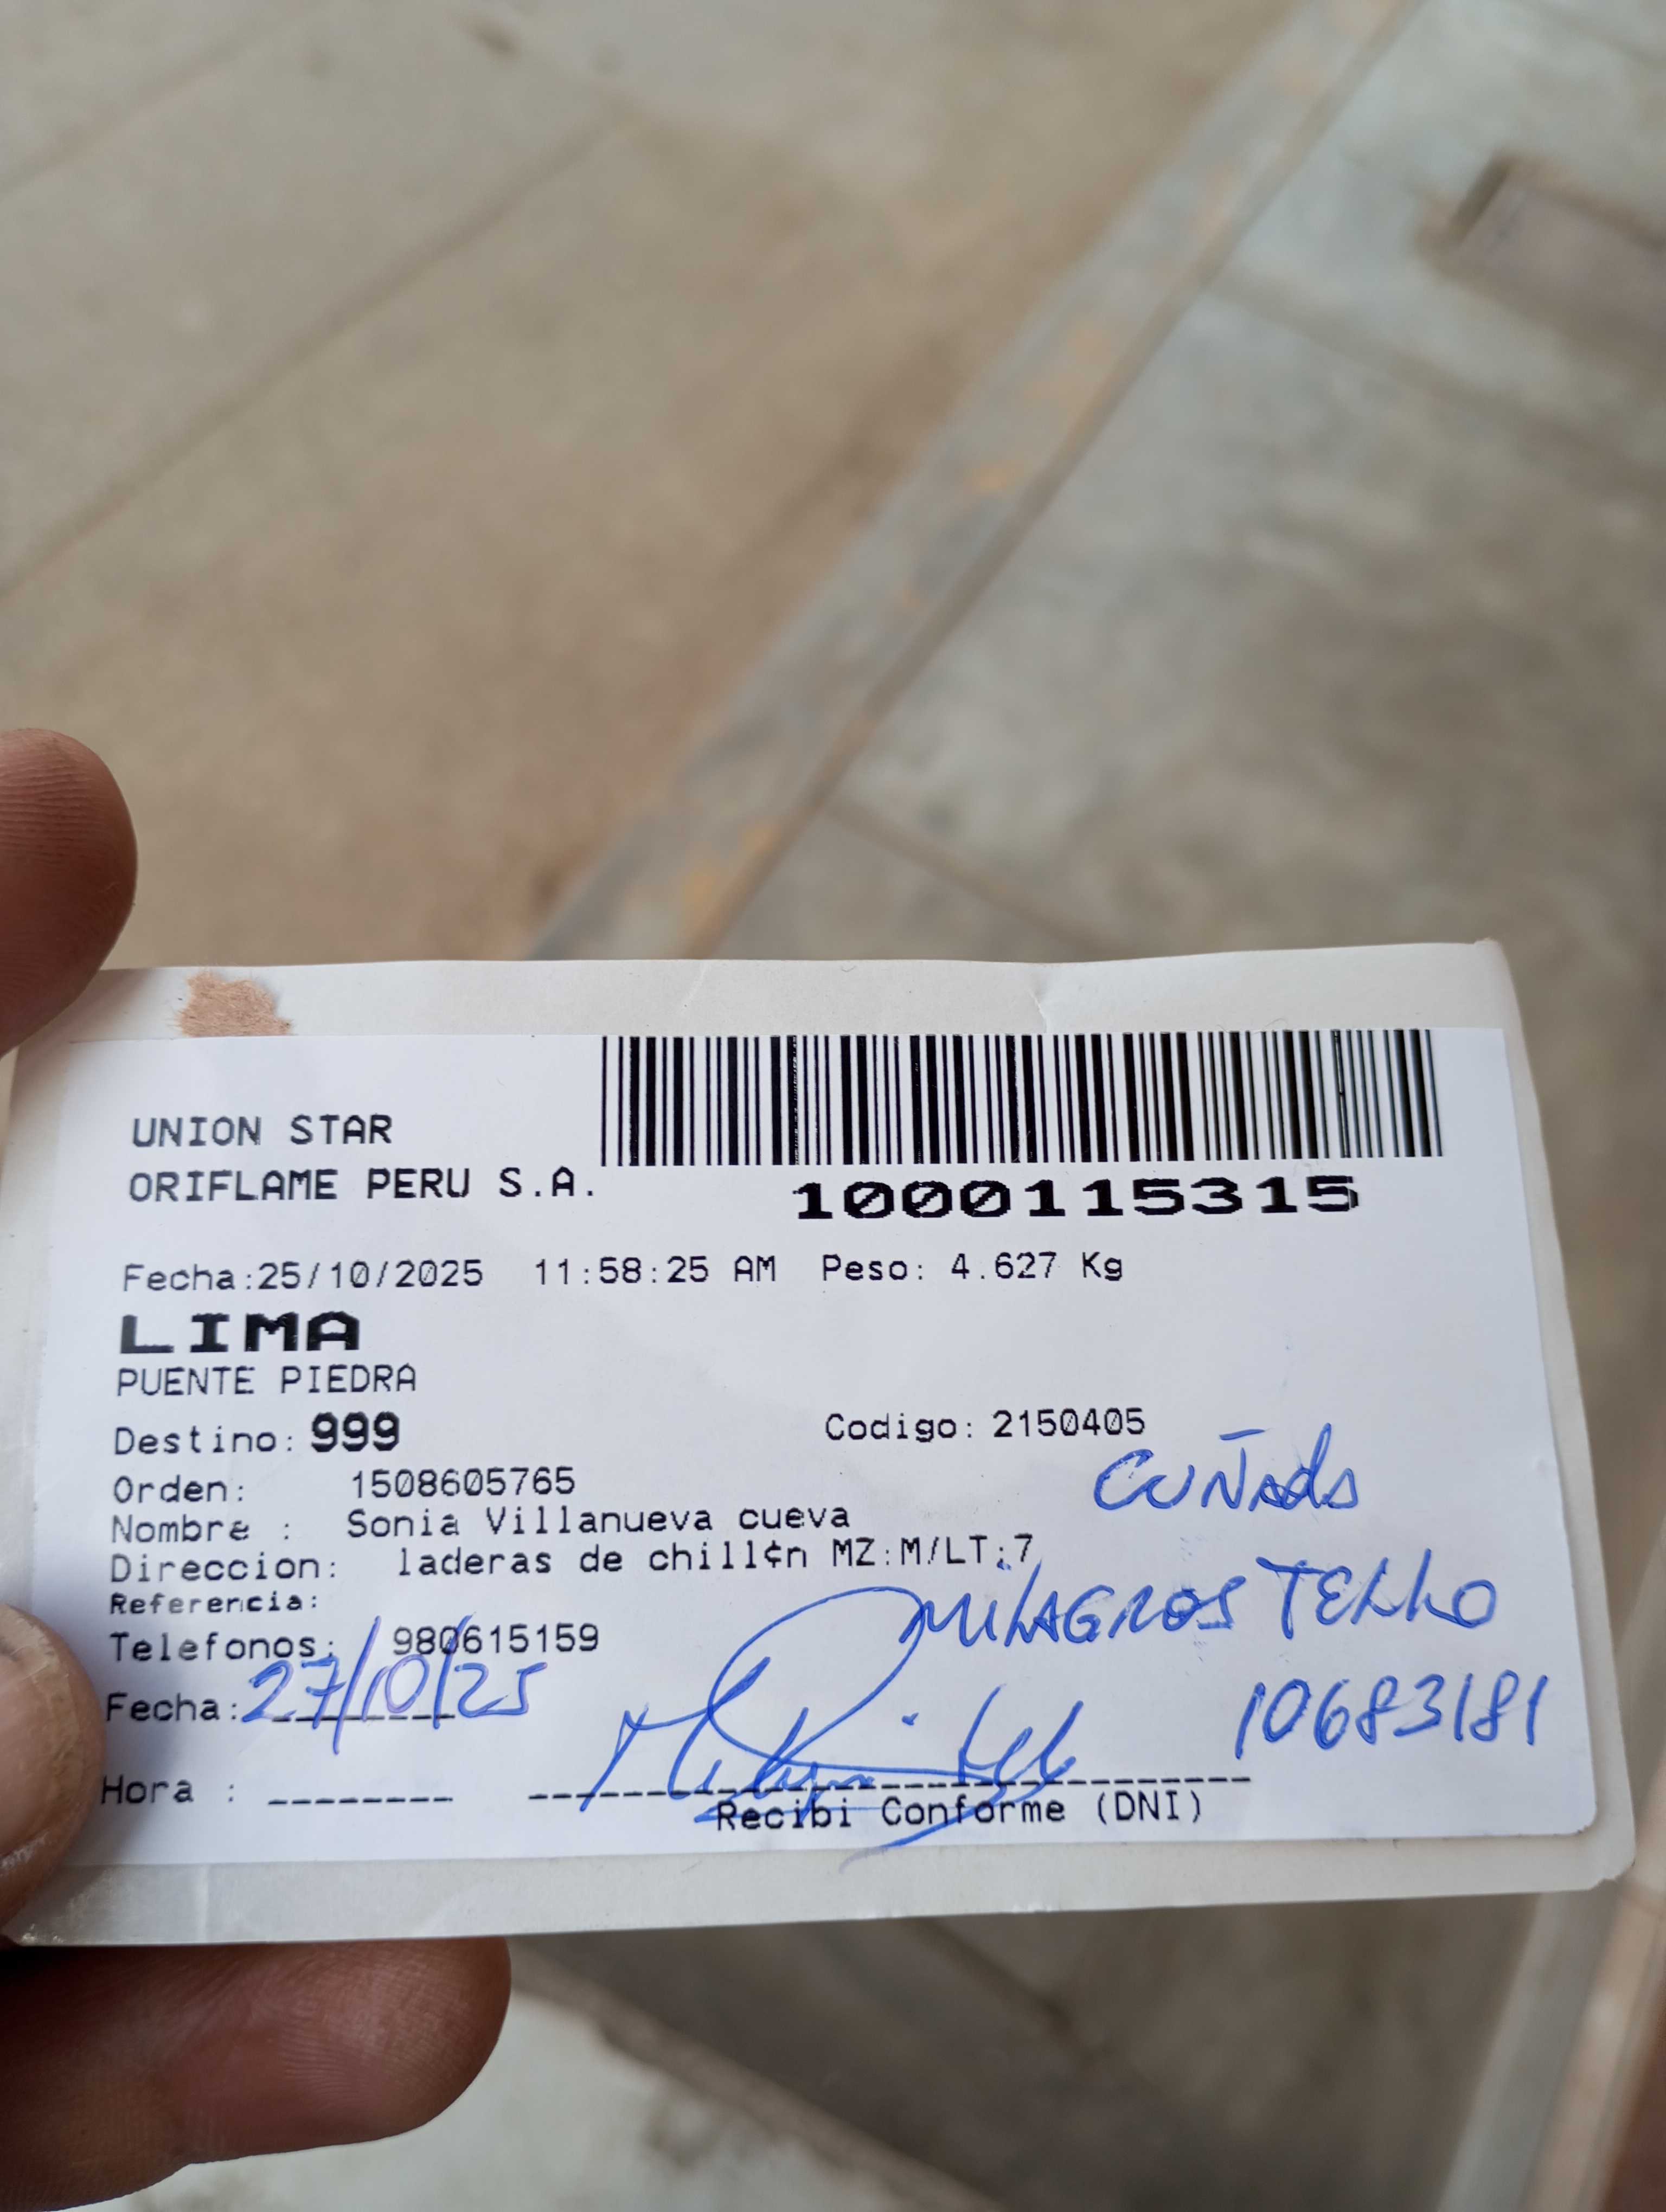 UNION STAR
ORIFLAME PERU S.A.
1000115315
Fecha:25/10/2025 11:58:25 AM Peso: 4.627 Kg
LIMA
PUENTE PIEDRA
Destino: 999 Codigo: 2150405
CUÑADA
Orden: 1508605765
Nombre : Sonia Villanueva cueva
Direccion: laderas de chill¢n MZ:M/LT:7
Referencia:
MILAGROS TELLO
Telefonos: 980615159
Fecha: 27/10/25
10683181
Hora :
Recibi Conforme (DNI)